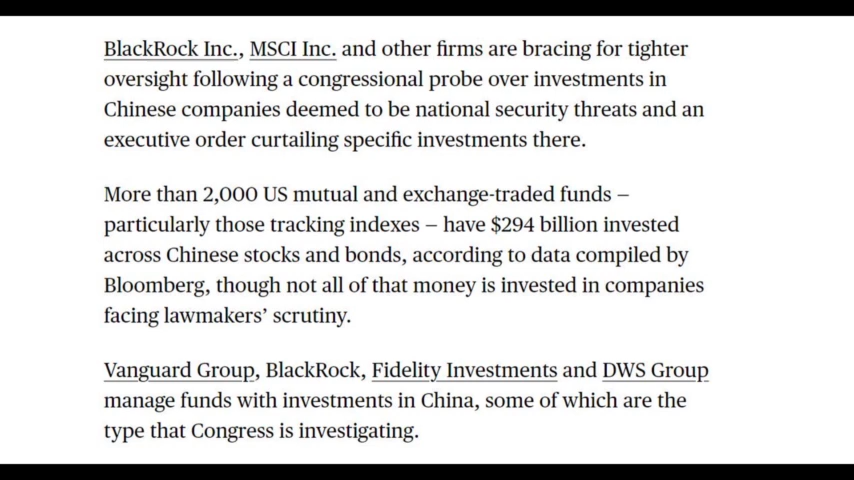 BlackRock Inc., MSCI Inc. and other firms are bracing for tighter
oversight following a congressional probe over investments in
Chinese companies deemed to be national security threats and an
executive order curtailing specific investments there.
More than 2,000 US mutual and exchange-traded funds –
particularly those tracking indexes – have $294 billion invested
across Chinese stocks and bonds, according to data compiled by
Bloomberg, though not all of that money is invested in companies
facing lawmakers’ scrutiny.
Vanguard Group, BlackRock, Fidelity Investments and DWS Group
manage funds with investments in China, some of which are the
type that Congress is investigating.